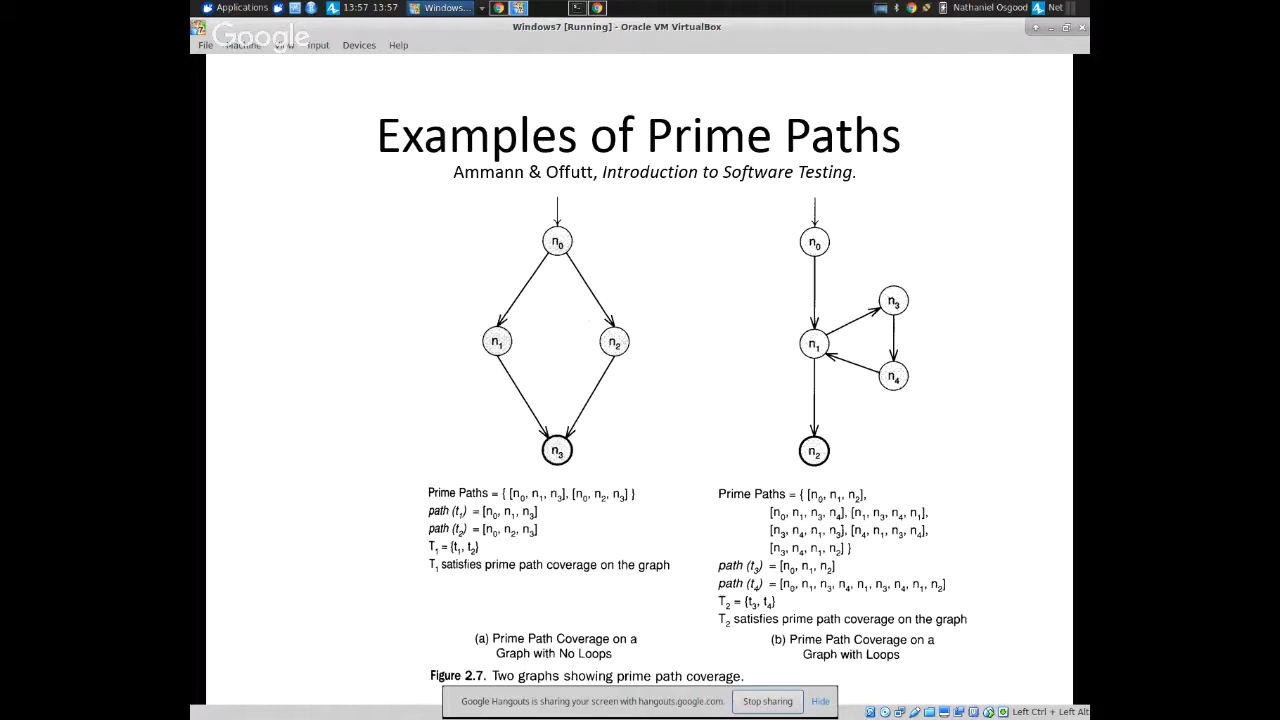 Applications 13:57 13:57 Windows... Nathaniel Osgood Net
Windows7 [Running] - Oracle VM VirtualBox
Google
File Machine View Input Devices Help
Examples of Prime Paths
Ammann & Offutt, Introduction to Software Testing.
n0
n1
n2
n3
n0
n3
n1
n4
n2
Prime Paths = { [n0, n1, n3], [n0, n2, n3] }
path (t1) = [n0, n1, n3]
path (t2) = [n0, n2, n3]
T1 = {t1, t2}
T1 satisfies prime path coverage on the graph
(a) Prime Path Coverage on a
Graph with No Loops
Prime Paths = { [n0, n1, n2],
[n0, n1, n3, n4], [n1, n3, n4, n1],
[n3, n4, n1, n3], [n4, n1, n3, n4],
[n3, n4, n1, n2] }
path (t3) = [n0, n1, n2]
path (t4) = [n0, n1, n3, n4, n1, n3, n4, n1, n2]
T2 = {t3, t4}
T2 satisfies prime path coverage on the graph
(b) Prime Path Coverage on a
Graph with Loops
Figure 2.7. Two graphs showing prime path coverage.
Google Hangouts is sharing your screen with hangouts.google.com. Stop sharing Hide
Left Ctrl + Left Alt